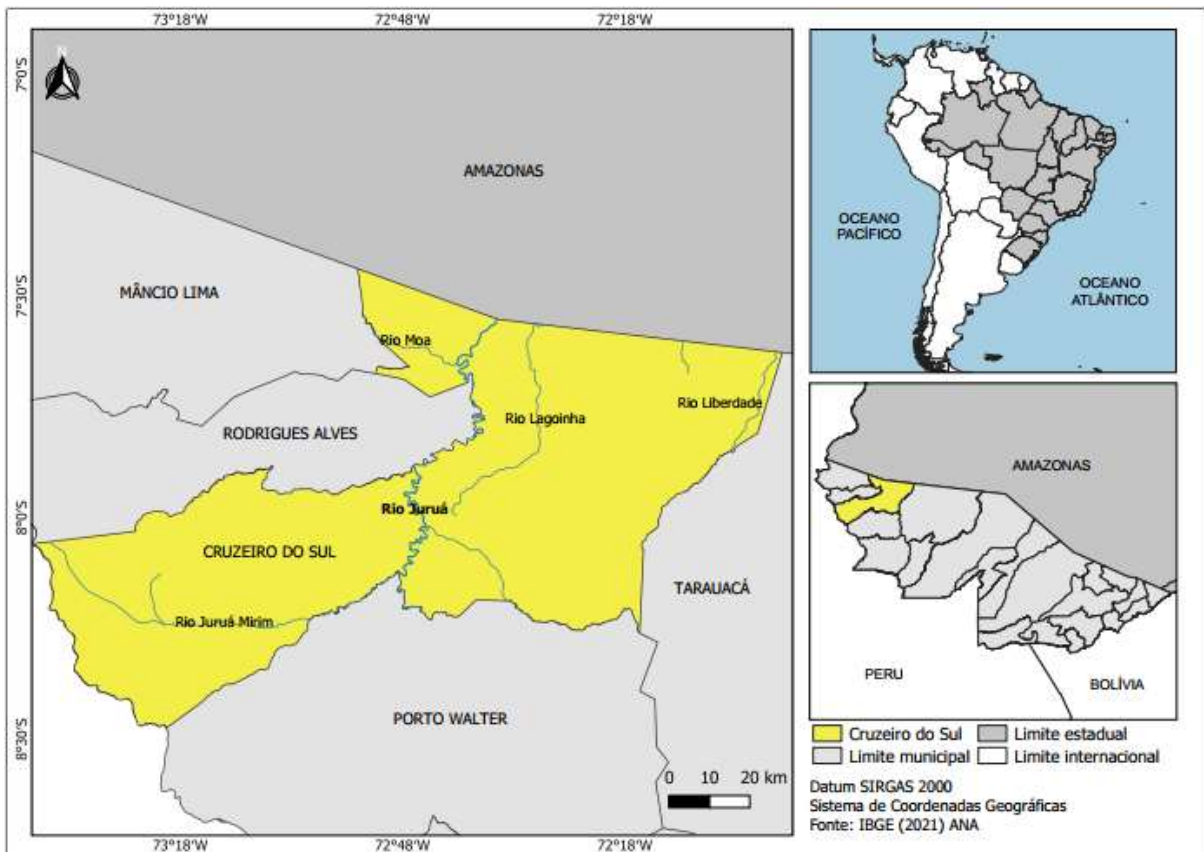 73°18'W 72°48'W 72°18'W
7°0'S
7°30'S
8°0'S
8°30'S
N
AMAZONAS
MÂNCIO LIMA
Rio Moa
Rio Lagoinha
Rio Liberdade
RODRIGUES ALVES
Rio Juruá
CRUZEIRO DO SUL
TARAUACÁ
Rio Juruá Mirim
PORTO WALTER
0 10 20 km
73°18'W 72°48'W 72°18'W
OCEANO
PACÍFICO
OCEANO
ATLÂNTICO
AMAZONAS
PERU
BOLÍVIA
Cruzeiro do Sul Limite estadual
Limite municipal Limite internacional
Datum SIRGAS 2000
Sistema de Coordenadas Geográficas
Fonte: IBGE (2021) ANA